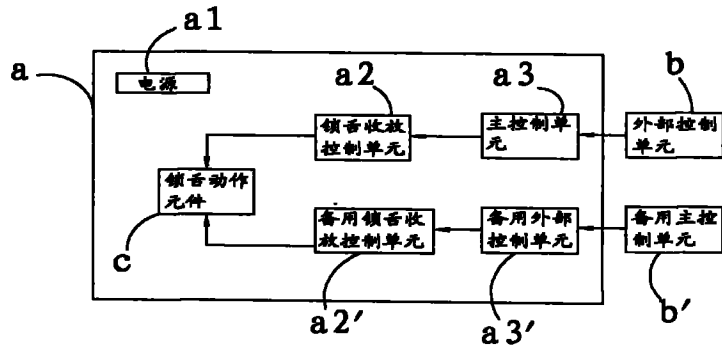 a1
a
电源
a2
a3
b
锁舌收放
控制单元
主控制单
元
外部控制
单元
锁舌动作
元件
备用锁舌收
放控制单元
备用外部
控制单元
备用主控
制单元
c
a2′
a3′
b′